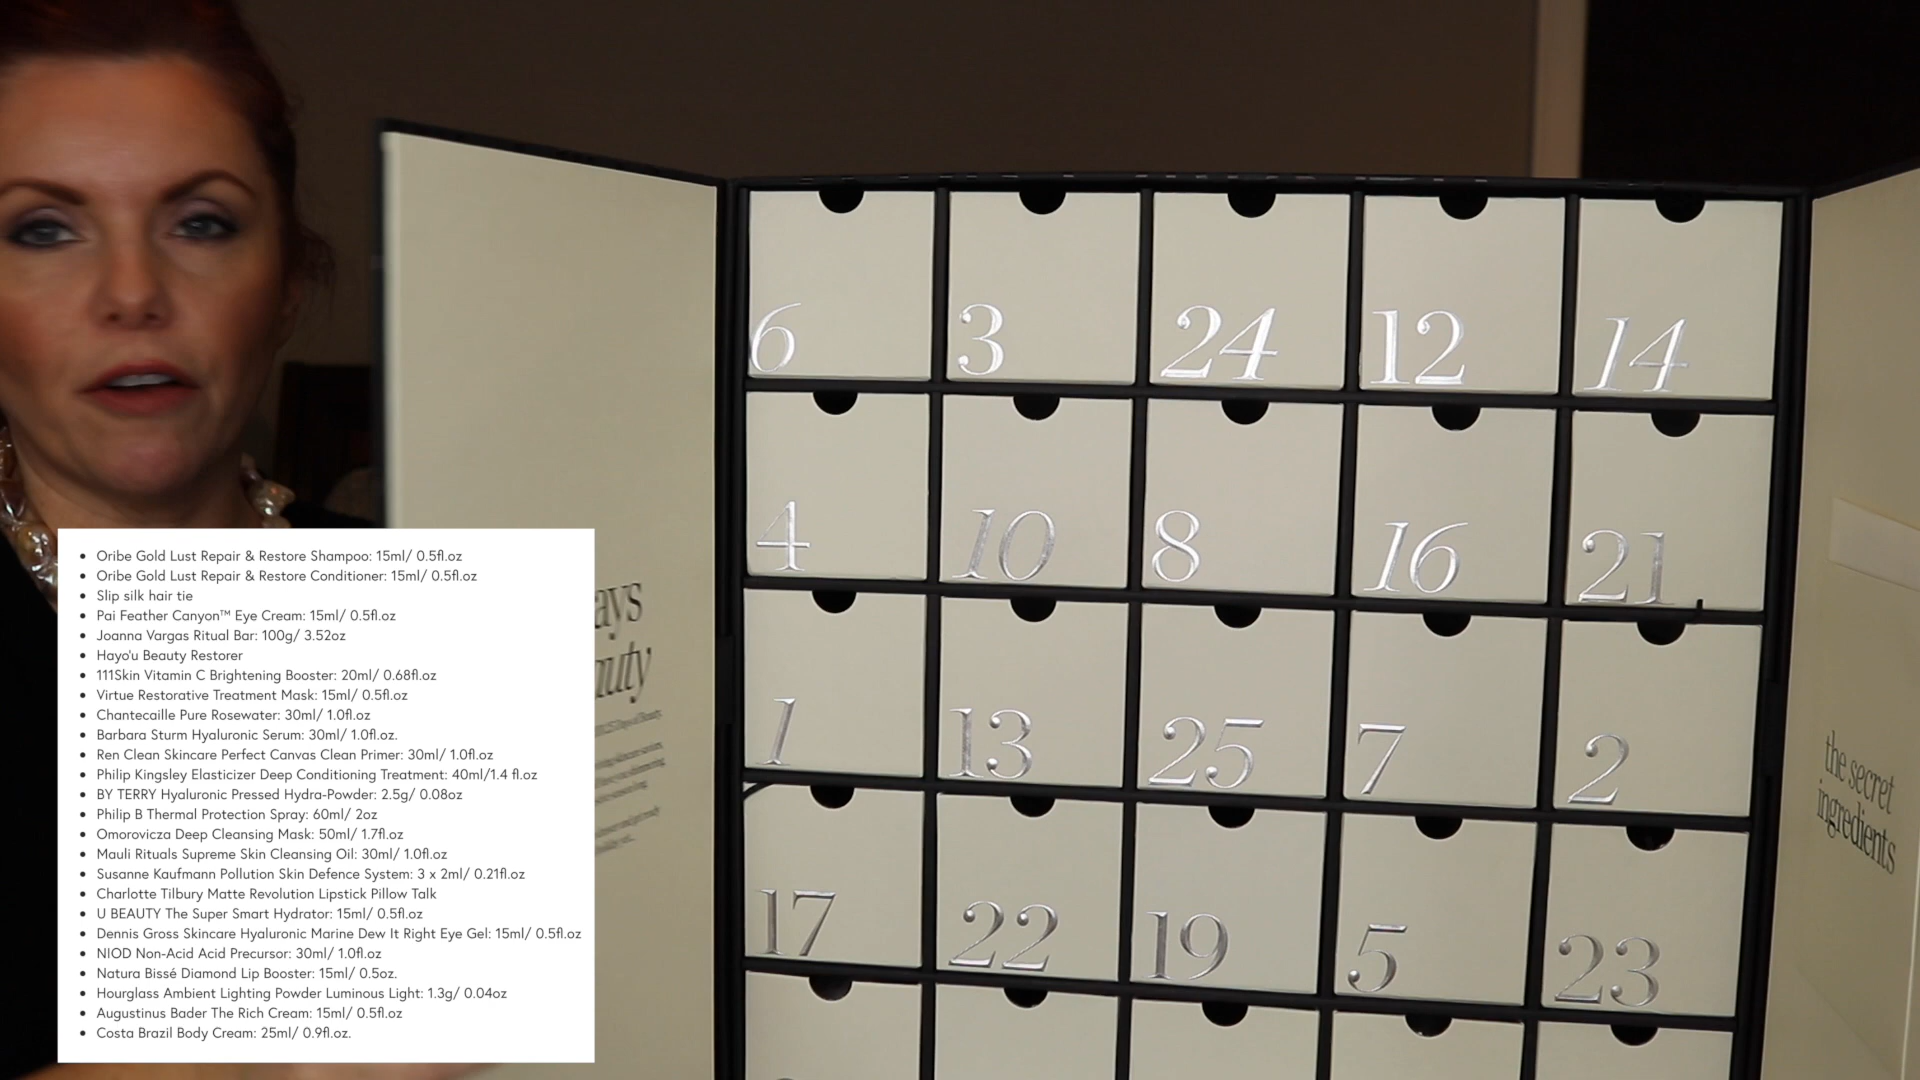 6 3 24 12 14
4 10 8 16 21
1 13 25 7 2
17 22 19 5 23
ays
auty
the secret
ingredients
• Oribe Gold Lust Repair & Restore Shampoo: 15ml/ 0.5fl.oz
• Oribe Gold Lust Repair & Restore Conditioner: 15ml/ 0.5fl.oz
• Slip silk hair tie
• Pai Feather Canyon™ Eye Cream: 15ml/ 0.5fl.oz
• Joanna Vargas Ritual Bar: 100g/ 3.52oz
• Hayo'u Beauty Restorer
• 111Skin Vitamin C Brightening Booster: 20ml/ 0.68fl.oz
• Virtue Restorative Treatment Mask: 15ml/ 0.5fl.oz
• Chantecaille Pure Rosewater: 30ml/ 1.0fl.oz
• Barbara Sturm Hyaluronic Serum: 30ml/ 1.0fl.oz.
• Ren Clean Skincare Perfect Canvas Clean Primer: 30ml/ 1.0fl.oz
• Philip Kingsley Elasticizer Deep Conditioning Treatment: 40ml/1.4 fl.oz
• BY TERRY Hyaluronic Pressed Hydra-Powder: 2.5g/ 0.08oz
• Philip B Thermal Protection Spray: 60ml/ 2oz
• Omorovicza Deep Cleansing Mask: 50ml/ 1.7fl.oz
• Mauli Rituals Supreme Skin Cleansing Oil: 30ml/ 1.0fl.oz
• Susanne Kaufmann Pollution Skin Defence System: 3 x 2ml/ 0.21fl.oz
• Charlotte Tilbury Matte Revolution Lipstick Pillow Talk
• U BEAUTY The Super Smart Hydrator: 15ml/ 0.5fl.oz
• Dennis Gross Skincare Hyaluronic Marine Dew It Right Eye Gel: 15ml/ 0.5fl.oz
• NIOD Non-Acid Acid Precursor: 30ml/ 1.0fl.oz
• Natura Bissé Diamond Lip Booster: 15ml/ 0.5oz.
• Hourglass Ambient Lighting Powder Luminous Light: 1.3g/ 0.04oz
• Augustinus Bader The Rich Cream: 15ml/ 0.5fl.oz
• Costa Brazil Body Cream: 25ml/ 0.9fl.oz.